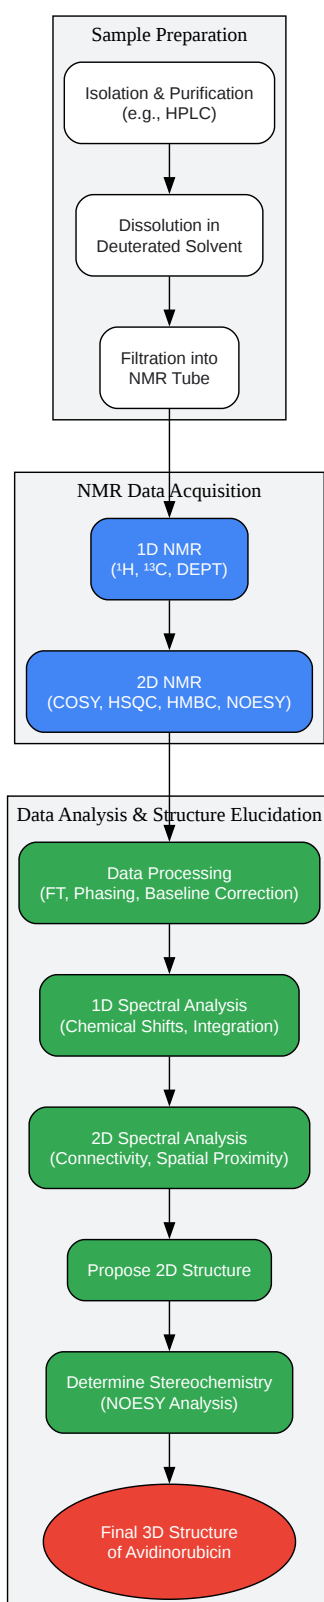 Sample Preparation
Isolation & Purification
(e.g., HPLC)
Dissolution in
Deuterated Solvent
Filtration into
NMR Tube
NMR Data Acquisition
1D NMR
(¹H, ¹³C, DEPT)
2D NMR
(COSY, HSQC, HMBC, NOESY)
Data Analysis & Structure Elucidation
Data Processing
(FT, Phasing, Baseline Correction)
1D Spectral Analysis
(Chemical Shifts, Integration)
2D Spectral Analysis
(Connectivity, Spatial Proximity)
Propose 2D Structure
Determine Stereochemistry
(NOESY Analysis)
Final 3D Structure
of Avidinorubicin